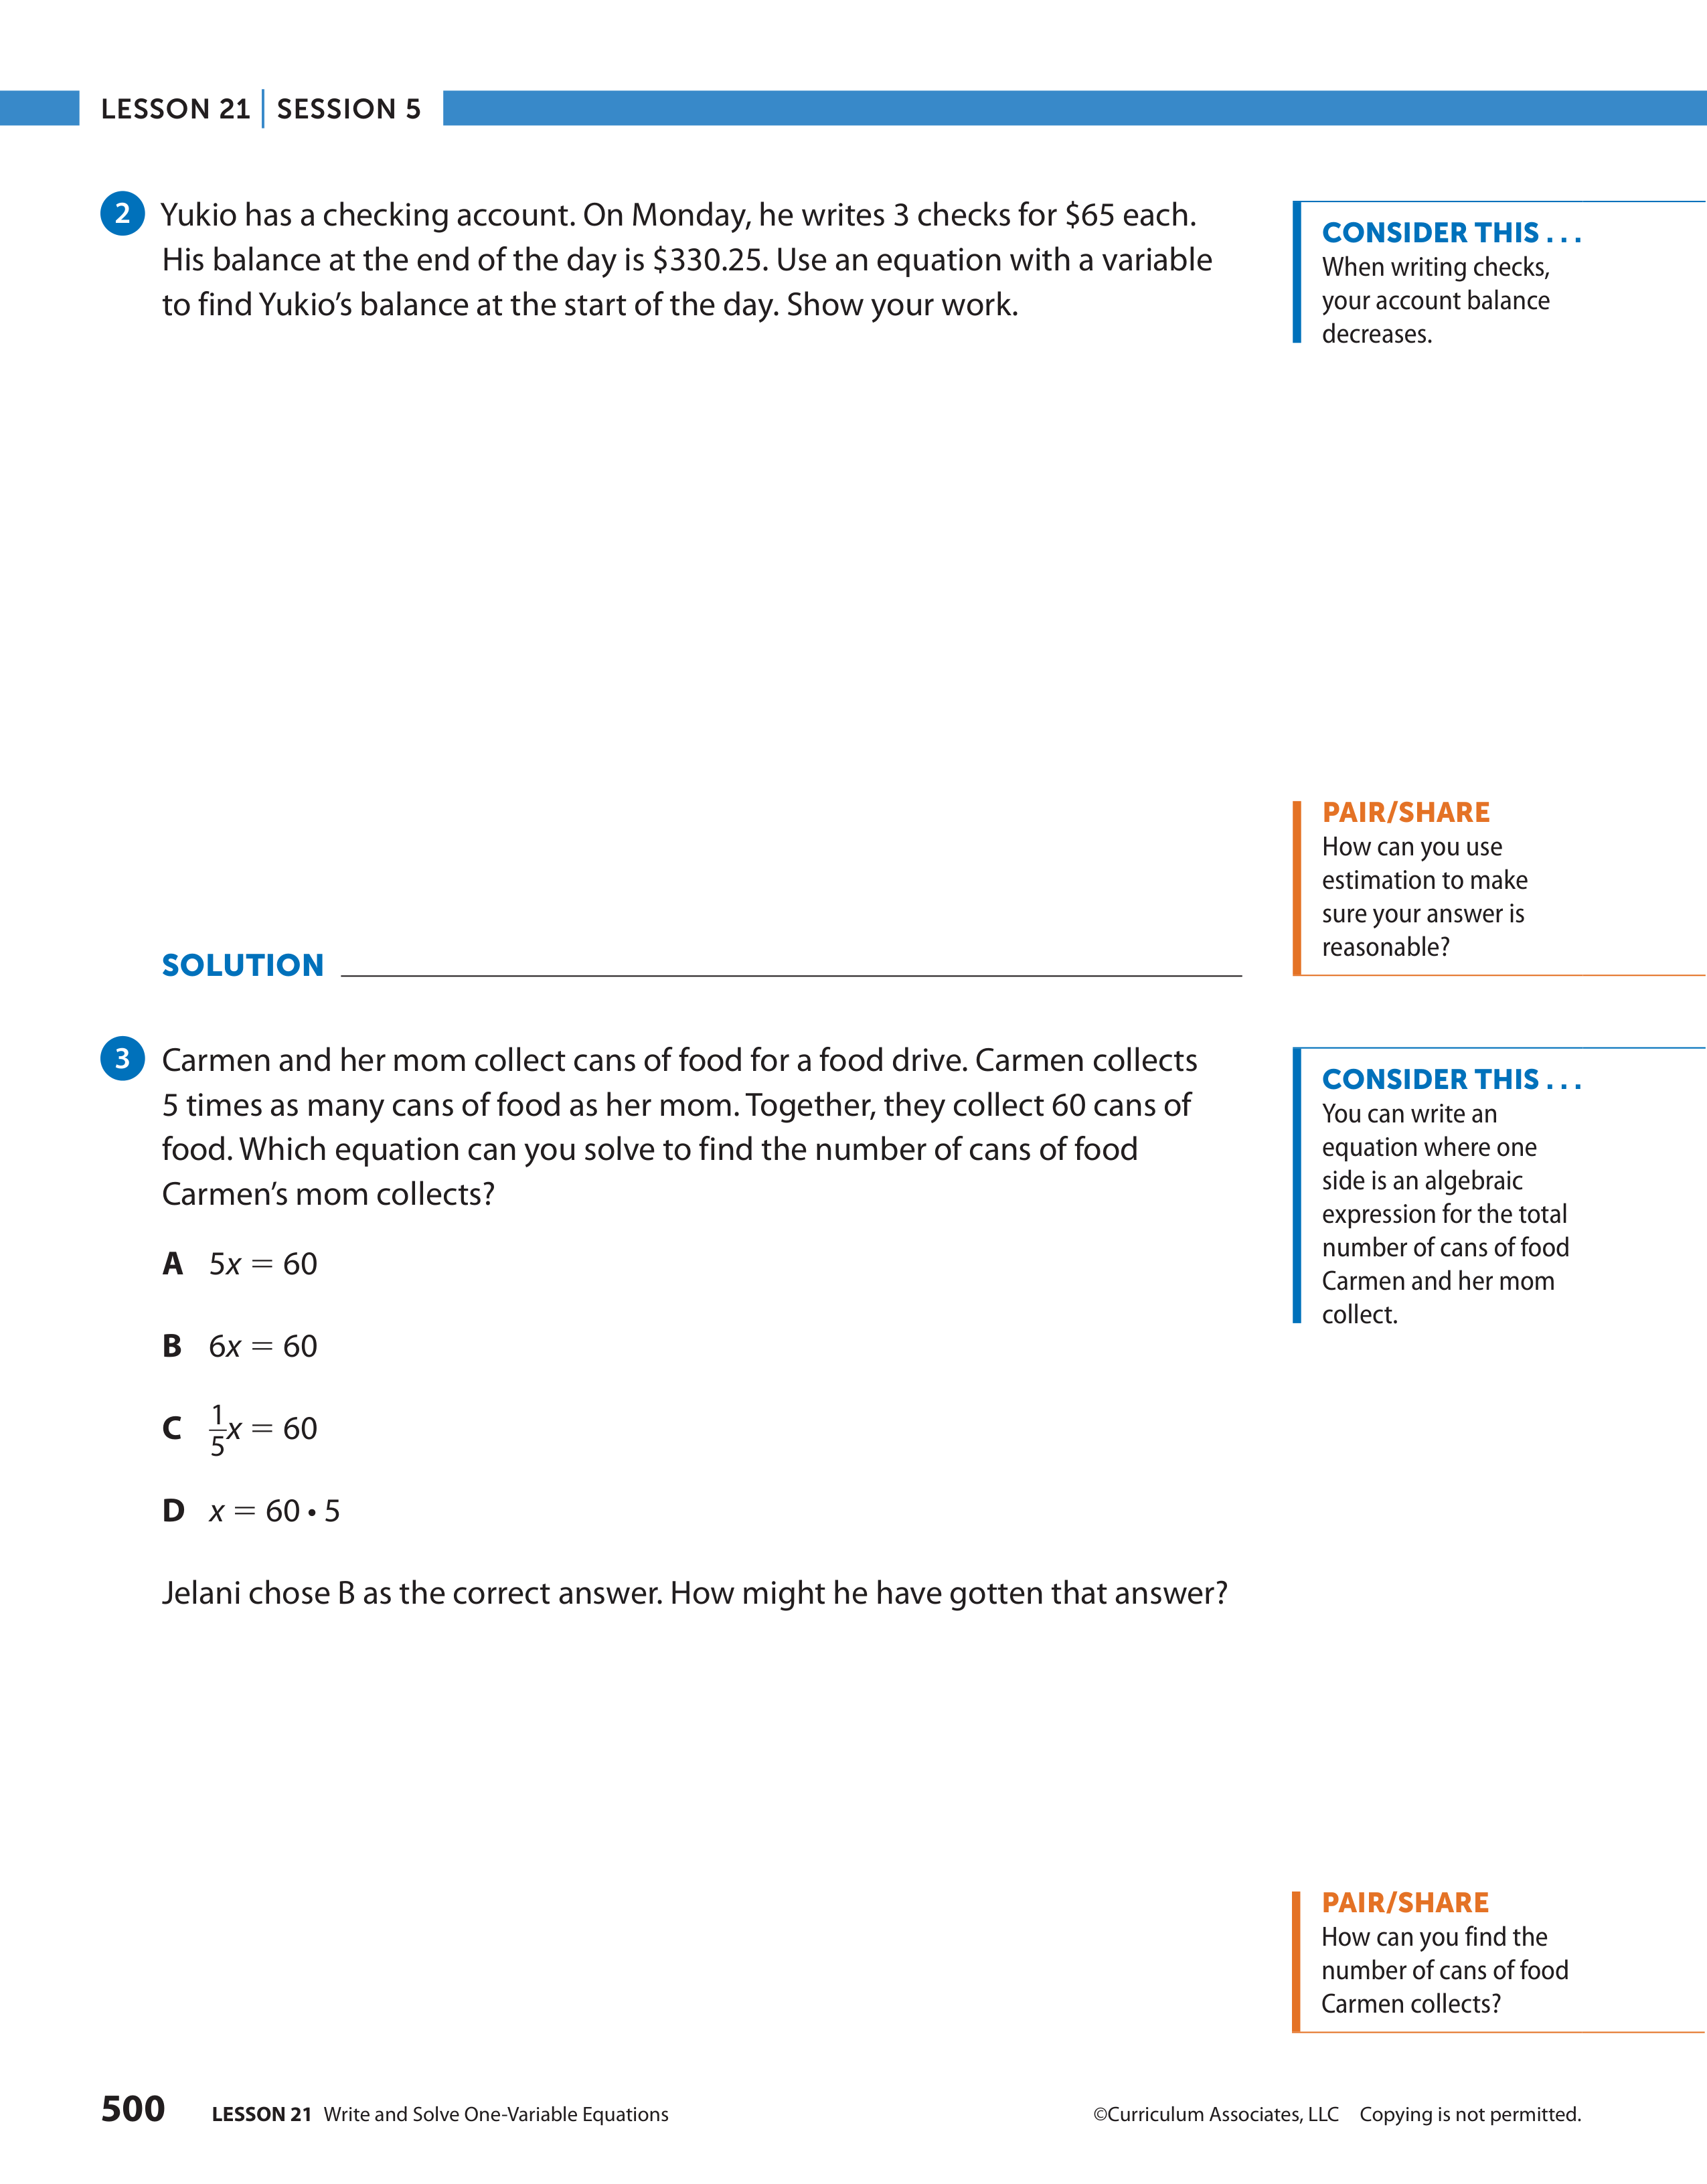 LESSON 21 | SESSION 5
2 Yukio has a checking account. On Monday, he writes 3 checks for $65 each.
His balance at the end of the day is $330.25. Use an equation with a variable
to find Yukio’s balance at the start of the day. Show your work.
CONSIDER THIS . . .
When writing checks,
your account balance
decreases.
PAIR/SHARE
How can you use
estimation to make
sure your answer is
reasonable?
SOLUTION
3 Carmen and her mom collect cans of food for a food drive. Carmen collects
5 times as many cans of food as her mom. Together, they collect 60 cans of
food. Which equation can you solve to find the number of cans of food
Carmen’s mom collects?
A 5x = 60
B 6x = 60
C 1/5x = 60
D x = 60 • 5
Jelani chose B as the correct answer. How might he have gotten that answer?
CONSIDER THIS . . .
You can write an
equation where one
side is an algebraic
expression for the total
number of cans of food
Carmen and her mom
collect.
PAIR/SHARE
How can you find the
number of cans of food
Carmen collects?
500 LESSON 21 Write and Solve One-Variable Equations
©Curriculum Associates, LLC Copying is not permitted.